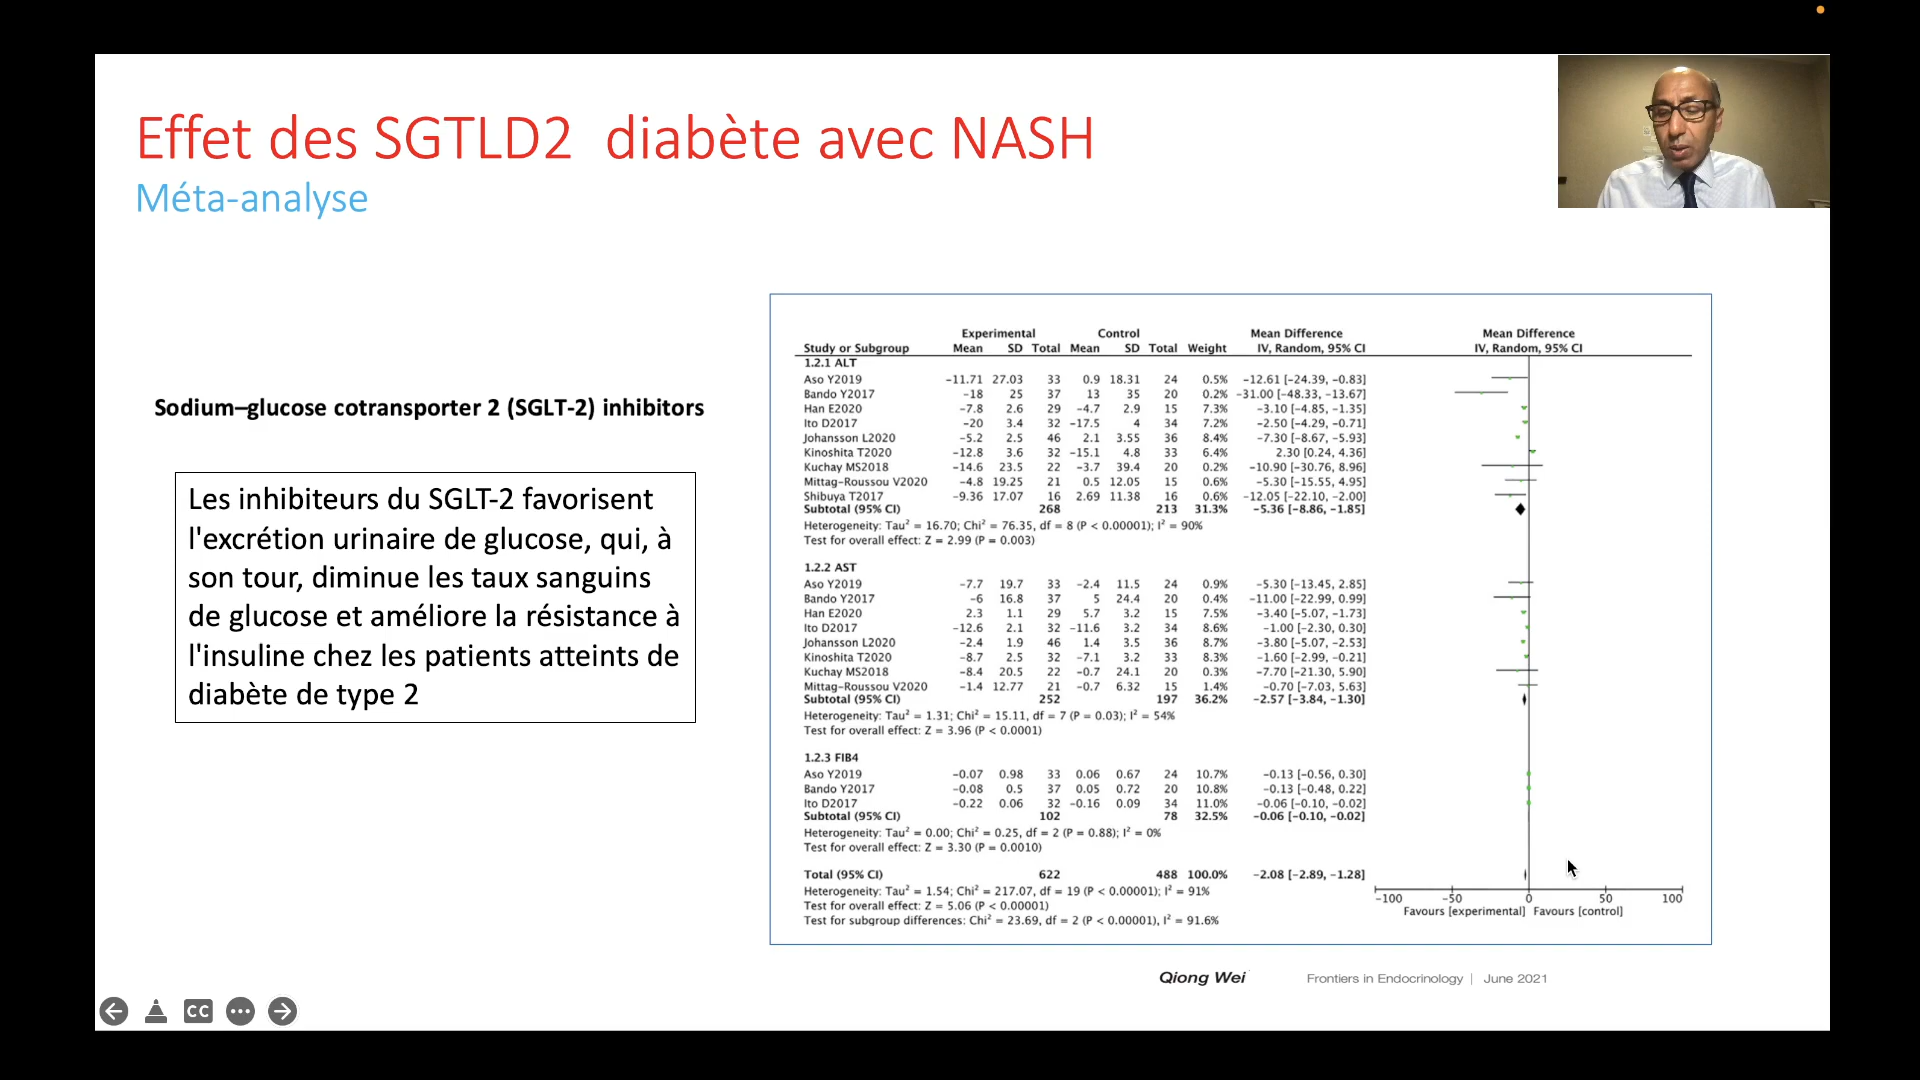 Effet des SGTLD2 diabète avec NASH
Méta-analyse
Sodium–glucose cotransporter 2 (SGLT-2) inhibitors
Les inhibiteurs du SGLT-2 favorisent
l'excrétion urinaire de glucose, qui, à
son tour, diminue les taux sanguins
de glucose et améliore la résistance à
l'insuline chez les patients atteints de
diabète de type 2
Experimental Control Mean Difference Mean Difference
Study or Subgroup Mean SD Total Mean SD Total Weight IV, Random, 95% CI IV, Random, 95% CI
1.2.1 ALT
Aso Y2019 -11.71 27.03 33 0.9 18.31 24 0.5% -12.61 [-24.39, -0.83]
Bando Y2017 -18 25 37 13 35 20 0.2% -31.00 [-48.33, -13.67]
Han E2020 -7.8 2.6 29 -4.7 2.9 15 7.3% -3.10 [-4.85, -1.35]
Ito D2017 -20 3.4 32 -17.5 4 34 7.2% -2.50 [-4.29, -0.71]
Johansson L2020 -5.2 2.5 46 2.1 3.55 36 8.4% -7.30 [-8.67, -5.93]
Kinoshita T2020 -12.8 3.6 32 -15.1 4.8 33 6.4% 2.30 [0.24, 4.36]
Kuchay MS2018 -14.6 23.5 22 -3.7 39.4 20 0.2% -10.90 [-30.76, 8.96]
Mittag-Roussou V2020 -4.8 19.25 21 0.5 12.05 15 0.6% -5.30 [-15.55, 4.95]
Shibuya T2017 -9.36 17.07 16 2.69 11.38 16 0.6% -12.05 [-22.10, -2.00]
Subtotal (95% CI) 268 213 31.3% -5.36 [-8.86, -1.85]
Heterogeneity: Tau² = 16.70; Chi² = 76.35, df = 8 (P < 0.00001); I² = 90%
Test for overall effect: Z = 2.99 (P = 0.003)
1.2.2 AST
Aso Y2019 -7.7 19.7 33 -2.4 11.5 24 0.9% -5.30 [-13.45, 2.85]
Bando Y2017 -6 16.8 37 5 24.4 20 0.4% -11.00 [-22.99, 0.99]
Han E2020 2.3 1.1 29 5.7 3.2 15 7.5% -3.40 [-5.07, -1.73]
Ito D2017 -12.6 2.1 32 -11.6 3.2 34 8.6% -1.00 [-2.30, 0.30]
Johansson L2020 -2.4 1.9 46 1.4 3.5 36 8.7% -3.80 [-5.07, -2.53]
Kinoshita T2020 -8.7 2.5 32 -7.1 3.2 33 8.3% -1.60 [-2.99, -0.21]
Kuchay MS2018 -8.4 20.5 22 -0.7 24.1 20 0.3% -7.70 [-21.30, 5.90]
Mittag-Roussou V2020 -1.4 12.77 21 -0.7 6.32 15 1.4% -0.70 [-7.03, 5.63]
Subtotal (95% CI) 252 197 36.2% -2.57 [-3.84, -1.30]
Heterogeneity: Tau² = 1.31; Chi² = 15.11, df = 7 (P = 0.03); I² = 54%
Test for overall effect: Z = 3.96 (P < 0.0001)
1.2.3 FIB4
Aso Y2019 -0.07 0.98 33 0.06 0.67 24 10.7% -0.13 [-0.56, 0.30]
Bando Y2017 -0.08 0.5 37 0.05 0.72 20 10.8% -0.13 [-0.48, 0.22]
Ito D2017 -0.22 0.06 32 -0.16 0.09 34 11.0% -0.06 [-0.10, -0.02]
Subtotal (95% CI) 102 78 32.5% -0.06 [-0.10, -0.02]
Heterogeneity: Tau² = 0.00; Chi² = 0.25, df = 2 (P = 0.88); I² = 0%
Test for overall effect: Z = 3.30 (P = 0.0010)
Total (95% CI) 622 488 100.0% -2.08 [-2.89, -1.28]
Heterogeneity: Tau² = 1.54; Chi² = 217.07, df = 19 (P < 0.00001); I² = 91%
Test for overall effect: Z = 5.06 (P < 0.00001)
Test for subgroup differences: Chi² = 23.69, df = 2 (P < 0.00001), I² = 91.6%
-100 -50 0 50 100
Favours [experimental] Favours [control]
Qiong Wei Frontiers in Endocrinology | June 2021
CC